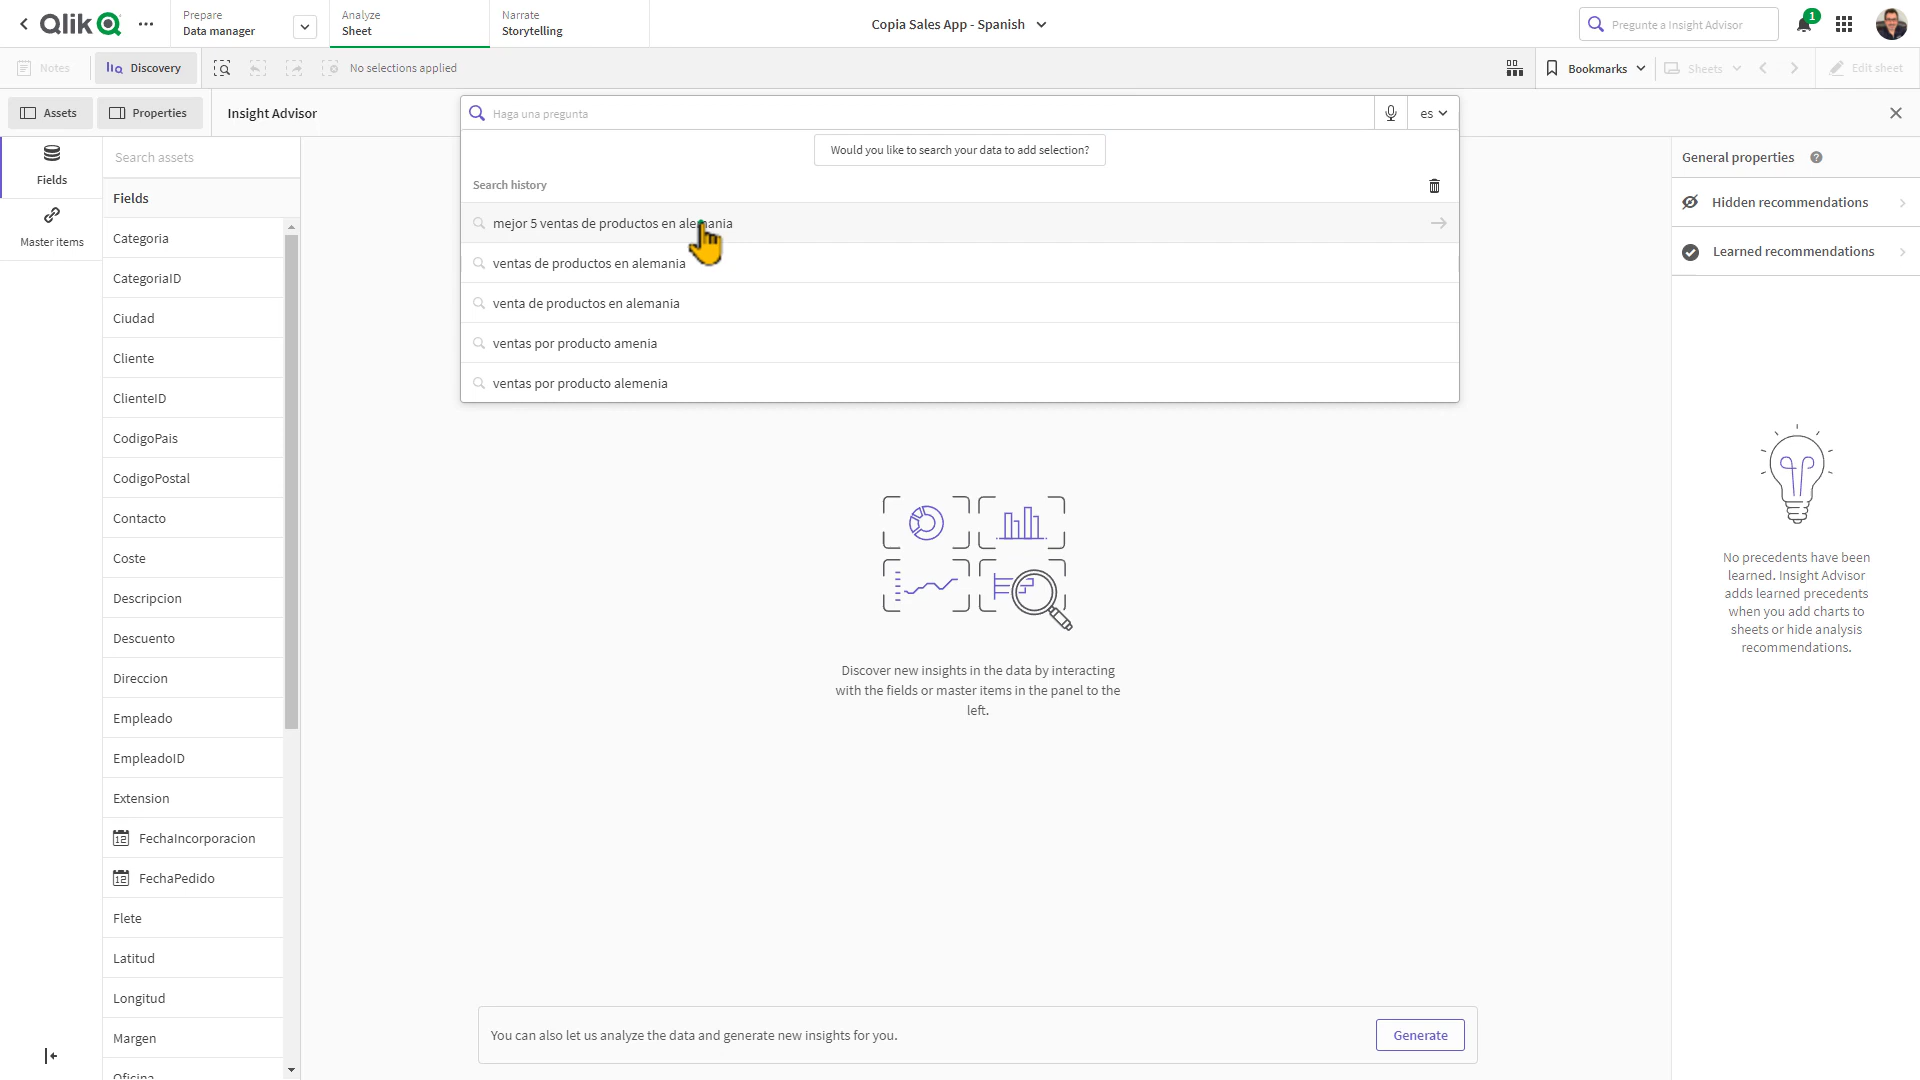 Qlik
Prepare
Data manager
Analyze
Sheet
Narrate
Storytelling
Copia Sales App - Spanish
Pregunte a Insight Advisor
1
Notes
Discovery
No selections applied
Bookmarks
Sheets
Edit sheet
Assets
Properties
Insight Advisor
Haga una pregunta
es
Would you like to search your data to add selection?
Search history
mejor 5 ventas de productos en alemania
ventas de productos en alemania
venta de productos en alemania
ventas por producto amenia
ventas por producto alemenia
Fields
Master items
Search assets
Fields
Categoria
CategoriaID
Ciudad
Cliente
ClienteID
CodigoPais
CodigoPostal
Contacto
Coste
Descripcion
Descuento
Direccion
Empleado
EmpleadoID
Extension
12 FechaIncorporacion
12 FechaPedido
Flete
Latitud
Longitud
Margen
Oficina
Discover new insights in the data by interacting
with the fields or master items in the panel to the
left.
You can also let us analyze the data and generate new insights for you.
Generate
General properties
Hidden recommendations
Learned recommendations
No precedents have been
learned. Insight Advisor
adds learned precedents
when you add charts to
sheets or hide analysis
recommendations.